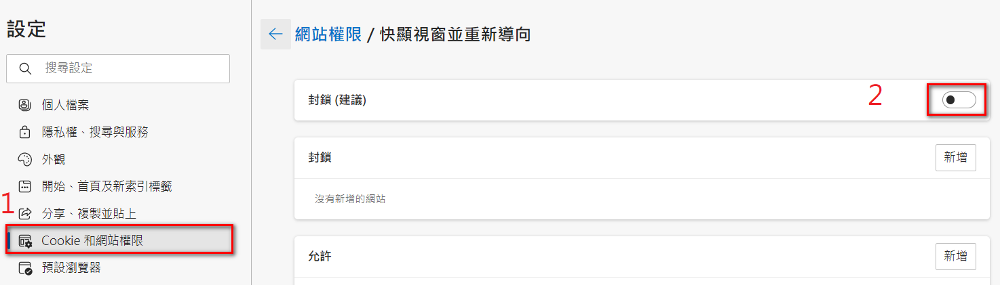 設定
搜尋設定
個人檔案
隱私權、搜尋與服務
外觀
開始、首頁及新索引標籤
1
分享、複製並貼上
Cookie 和網站權限
預設瀏覽器
網站權限 / 快顯視窗並重新導向
封鎖 (建議)
2
封鎖
新增
沒有新增的網站
允許
新增